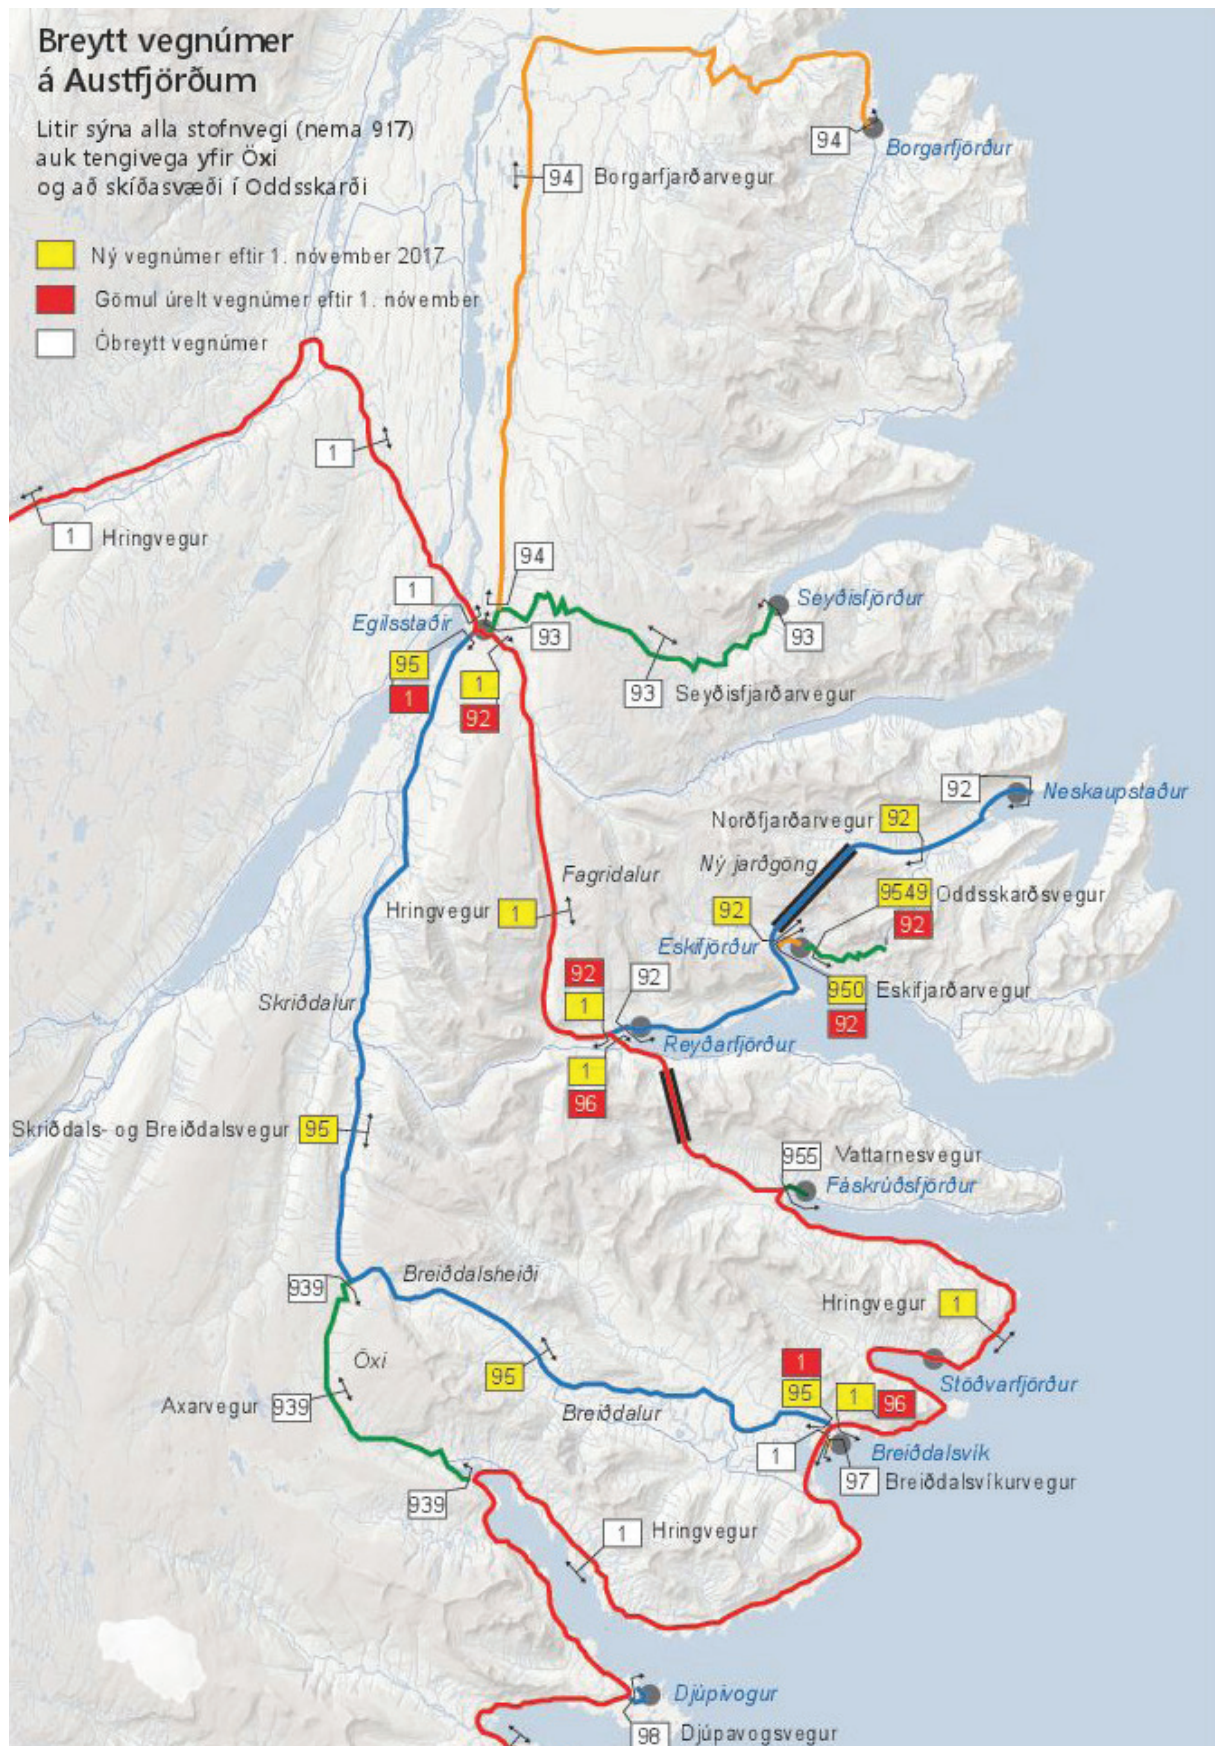 Breytt vegnúmer
á Austfjörðum
Litir sýna alla stofnvegi (nema 917)
auk tengivega yfir Öxi
og að skíðasvæði í Oddsskarði
Ný vegnúmer eftir 1. nóvember 2017
Gömul úrelt vegnúmer eftir 1. nóvember
Óbreytt vegnúmer
94
Borgarfjörður
94 Borgarfjarðarvegur
1
1 Hringvegur
94
1
Egilsstaðir
93
Seyðisfjörður
93
95
1
1
92
93 Seyðisfjarðarvegur
92 Neskaupstaður
Norðfjarðarvegur 92
Ný jarðgöng
Fagridalur
Hringvegur 1
9549 Oddsskarðsvegur
92
92
Eskifjörður
950 Eskifjarðarvegur
92
92
1
92
Reyðarfjörður
1
96
Skriðdalur
Skriðdals- og Breiðdalsvegur 95
955 Vattarnesvegur
Fáskrúðsfjörður
939
Breiðdalsheiði
Hringvegur 1
Öxi
Axarvegur 939
95
Breiðdalur
1
95
1
96
Stöðvarfjörður
Breiðdalsvík
1
97 Breiðdalsvíkurvegur
939
1 Hringvegur
Djúpivogur
98 Djúpavogsvegur